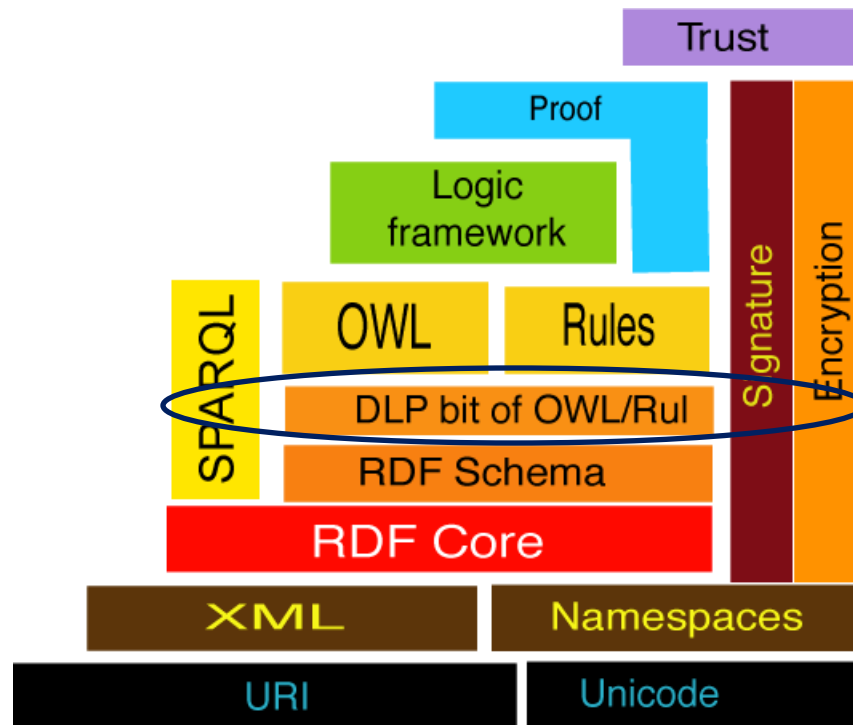 Trust
Proof
Logic
framework
SPARQL
OWL
Rules
Signature
Encryption
DLP bit of OWL/Rul
RDF Schema
RDF Core
XML
Namespaces
URI
Unicode